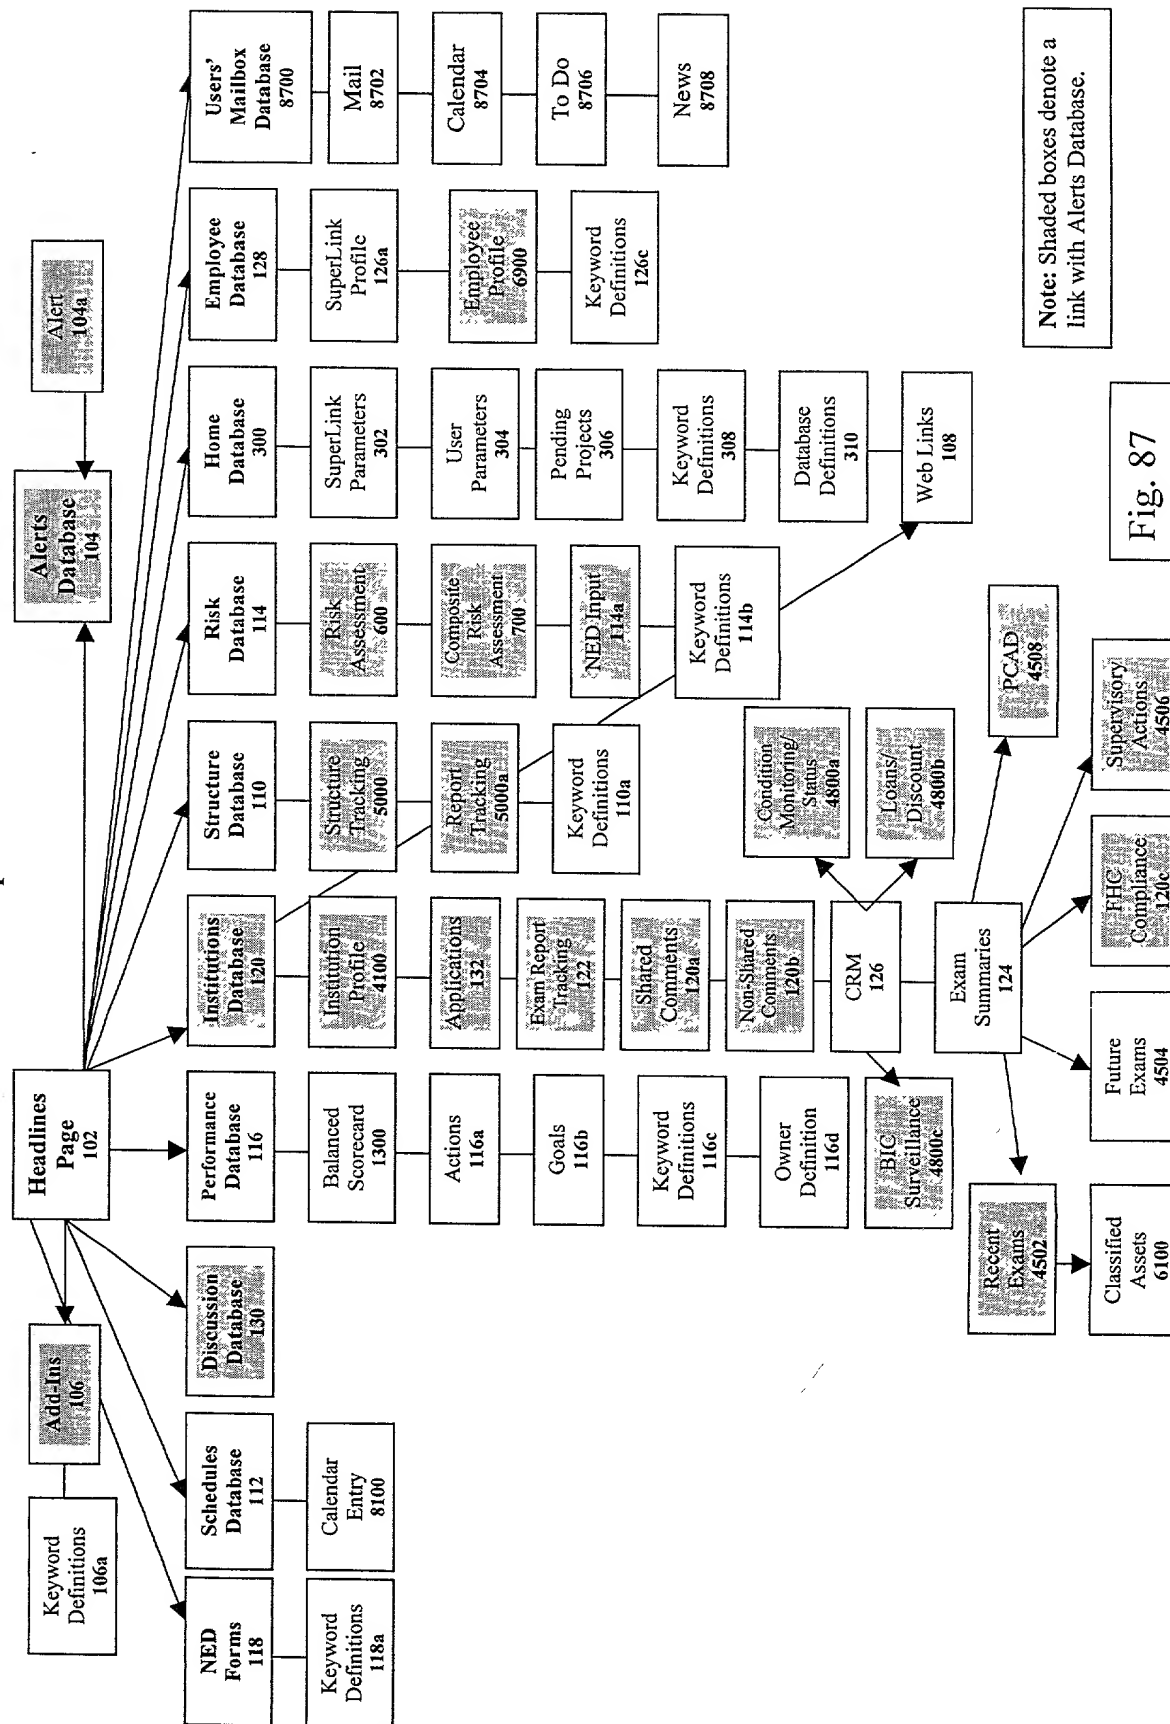 Headlines
Page
102
Alerts
Database
104
Alert
104a
Keyword
Definitions
106a
Add-Ins
106
NED
Forms
118
Keyword
Definitions
118a
Schedules
Database
112
Calendar
Entry
8100
Discussion
Database
130
Performance
Database
116
Balanced
Scorecard
1300
Actions
116a
Goals
116b
Keyword
Definitions
116c
Owner
Definition
116d
Institutions
Database
120
Institution
Profile
4100
Applications
132
Exam Report
Tracking
122
Shared
Comments
120a
Non-Shared
Comments
120b
CRM
126
BIC
Surveillance
4800c
Condition
Monitoring/
Status
4800a
Loans/
Discount
4800b
Exam
Summaries
124
Recent
Exams
4502
Classified
Assets
6100
Future
Exams
4504
FHC
Compliance
120c
Supervisory
Actions
4506
PCAD
4508
Structure
Database
110
Structure
Tracking
5000
Report
Tracking
5000a
Keyword
Definitions
110a
Risk
Database
114
Risk
Assessment
600
Composite
Risk
Assessment
700
NED Input
114a
Keyword
Definitions
114b
Home
Database
300
SuperLink
Parameters
302
User
Parameters
304
Pending
Projects
306
Keyword
Definitions
308
Database
Definitions
310
Web Links
108
Employee
Database
128
SuperLink
Profile
126a
Employee
Profile
6900
Keyword
Definitions
126c
Users'
Mailbox
Database
8700
Mail
8702
Calendar
8704
To Do
8706
News
8708
Note: Shaded boxes denote a
link with Alerts Database.
Fig. 87